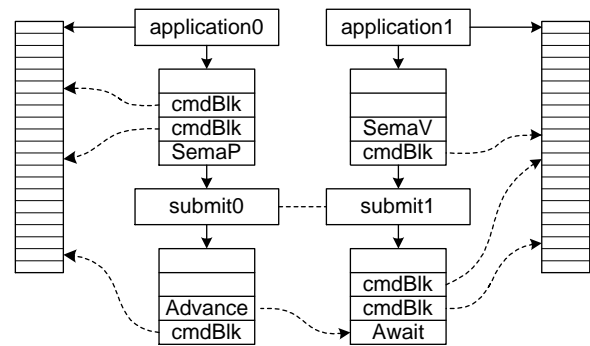 application0
application1
cmdBlk
cmdBlk
SemaP
SemaV
cmdBlk
submit0
submit1
Advance
cmdBlk
cmdBlk
cmdBlk
Await